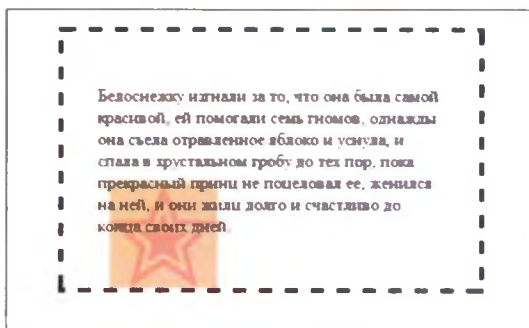 Белоснежку изгнали за то, что она была самой
красивой, ей помогали семь гномов, однажды
она съела отравленное яблоко и уснула, и
спала в хрустальном гробу до тех пор, пока
прекрасный принц не поцеловал ее, женился
на ней, и они жили долго и счастливо до
конца своих дней.